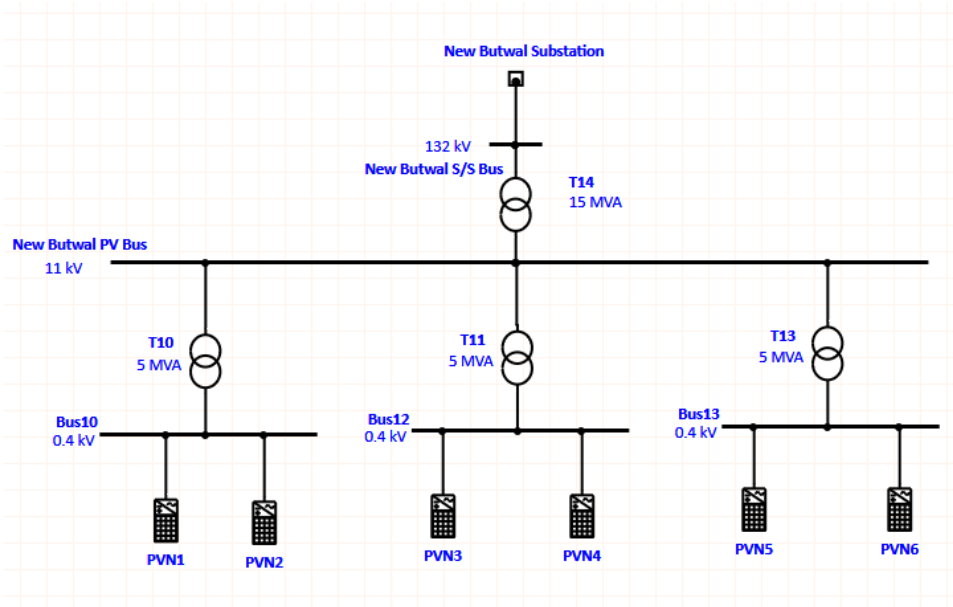 New Butwal Substation
132 kV
New Butwal S/S Bus
T14
15 MVA
New Butwal PV Bus
11 kV
T10
5 MVA
T11
5 MVA
T13
5 MVA
Bus10
0.4 kV
Bus12
0.4 kV
Bus13
0.4 kV
PVN1
PVN2
PVN3
PVN4
PVN5
PVN6